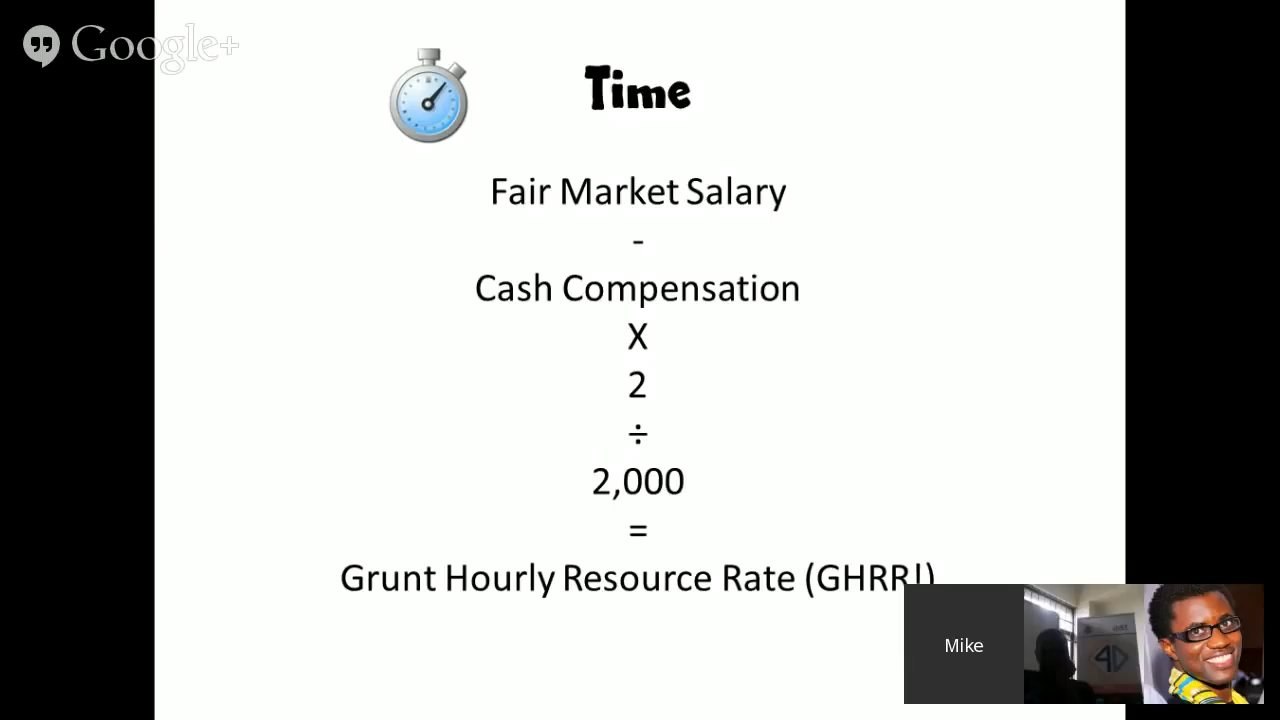 Google+
Time
Fair Market Salary
-
Cash Compensation
X
2
÷
2,000
=
Grunt Hourly Resource Rate (GHRR!)
Mike